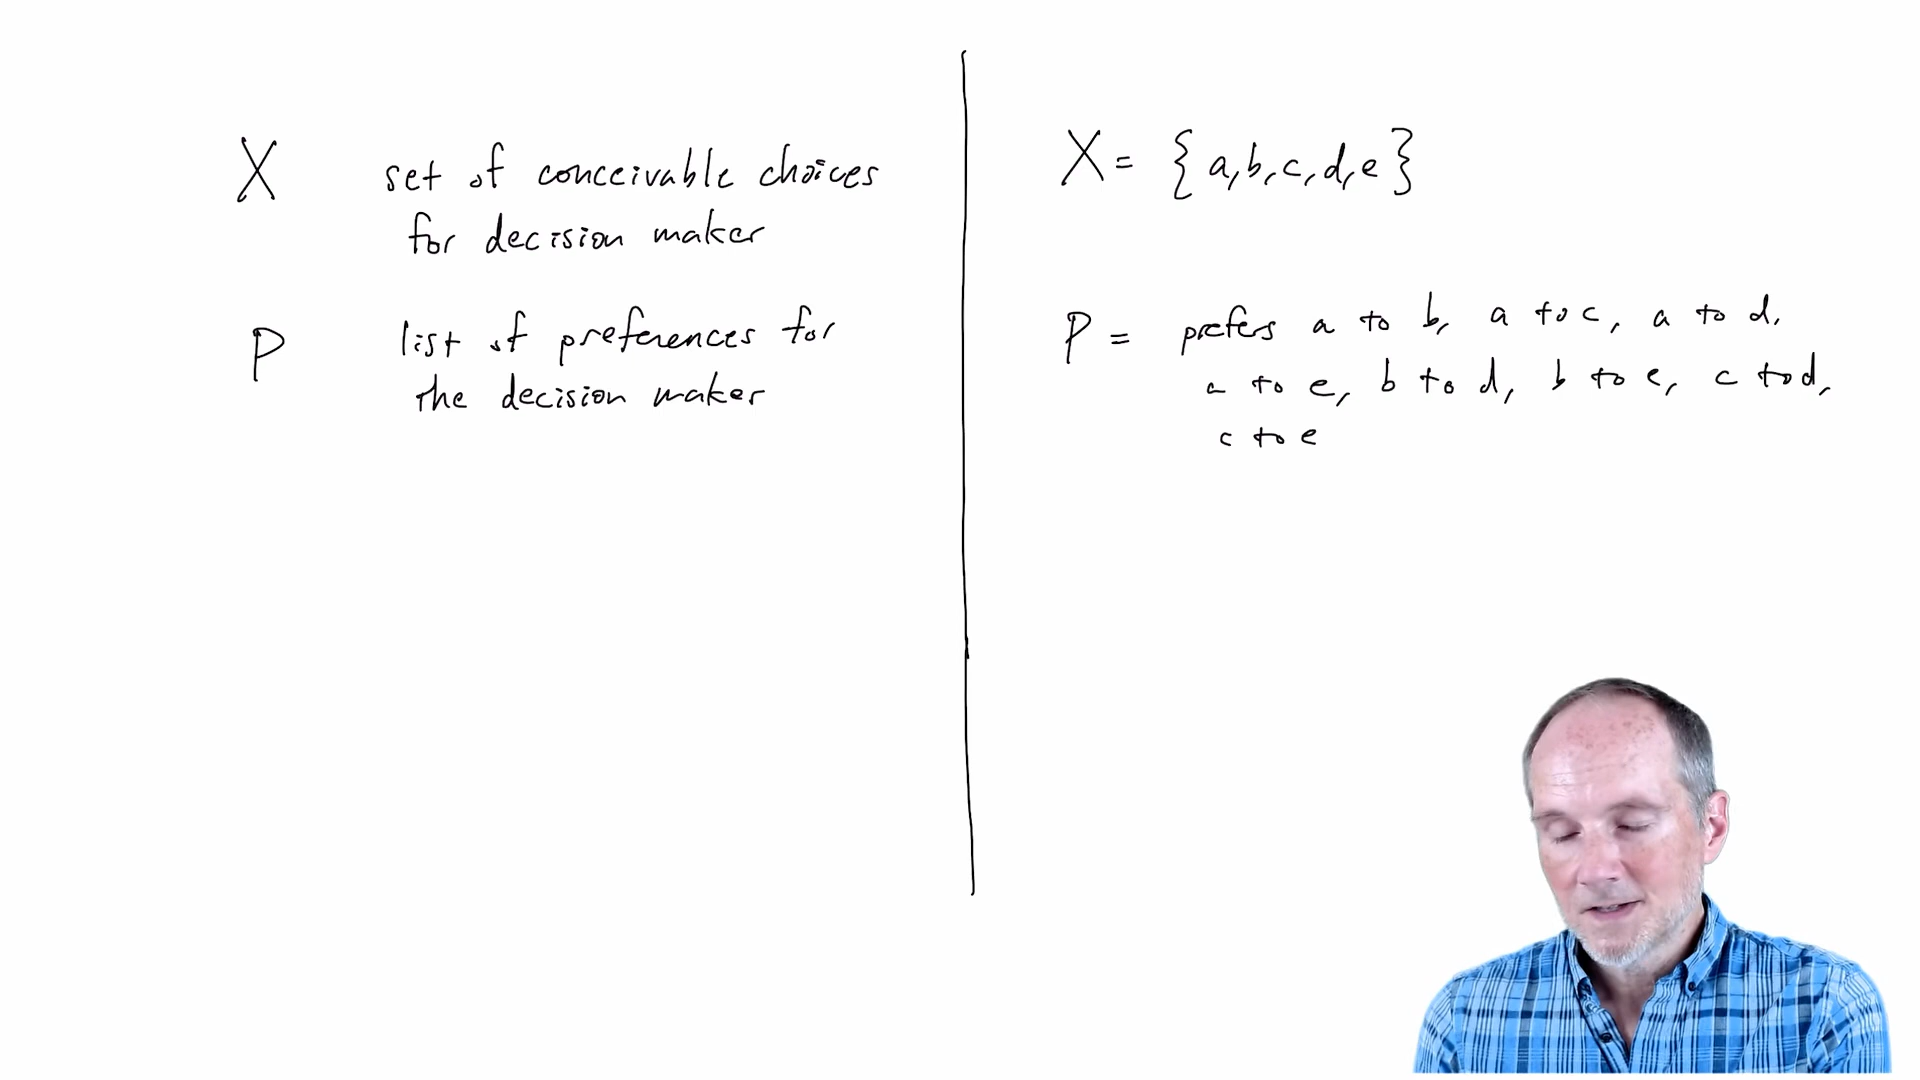 X set of conceivable choices
for decision maker
P list of preferences for
the decision maker
X = { a, b, c, d, e }
P = prefers a to b, a to c, a to d,
a to e, b to d, b to e, c to d,
c to e